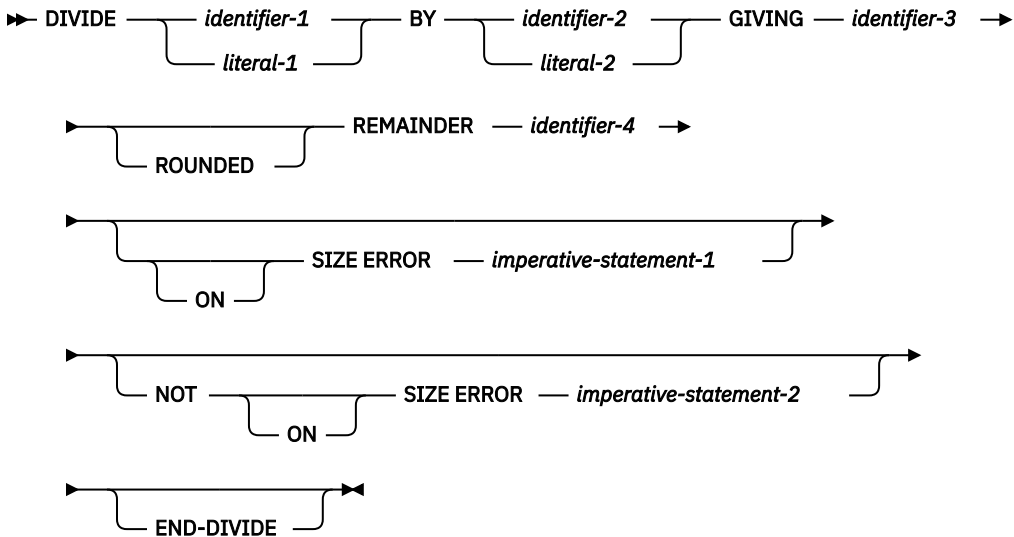 DIVIDE identifier-1 BY identifier-2 GIVING identifier-3
literal-1 literal-2
REMAINDER identifier-4
ROUNDED
SIZE ERROR imperative-statement-1
ON
NOT SIZE ERROR imperative-statement-2
ON
END-DIVIDE